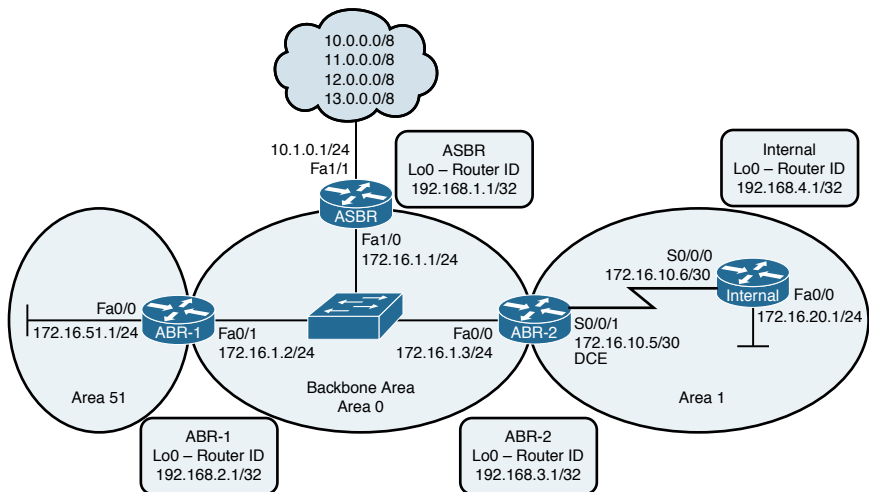 10.0.0.0/8
11.0.0.0/8
12.0.0.0/8
13.0.0.0/8
10.1.0.1/24
Fa1/1
ASBR
Lo0 – Router ID
192.168.1.1/32
Internal
Lo0 – Router ID
192.168.4.1/32
ASBR
Fa1/0
172.16.1.1/24
S0/0/0
172.16.10.6/30
Internal
Fa0/0
172.16.20.1/24
Fa0/0
172.16.51.1/24
ABR-1
Fa0/1
172.16.1.2/24
Fa0/0
172.16.1.3/24
ABR-2
S0/0/1
172.16.10.5/30
DCE
Area 51
Backbone Area
Area 0
Area 1
ABR-1
Lo0 – Router ID
192.168.2.1/32
ABR-2
Lo0 – Router ID
192.168.3.1/32